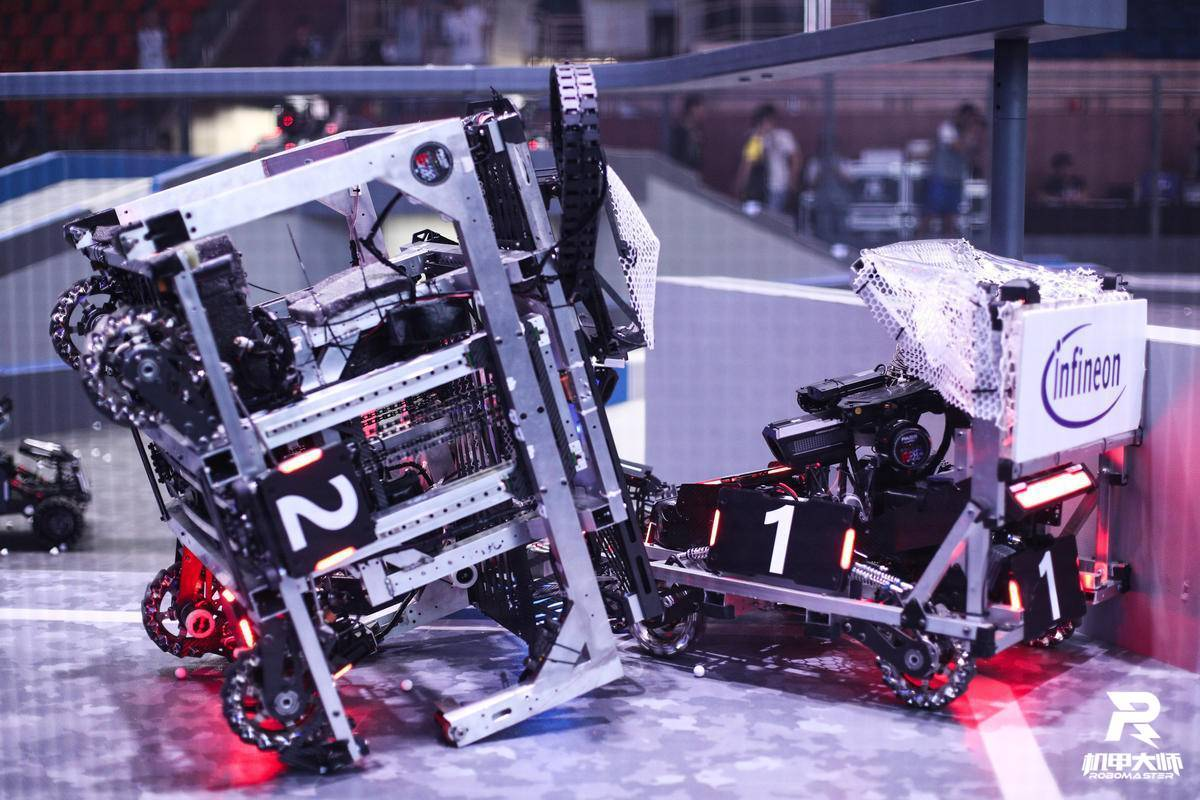 2
1
1
infineon
机甲大师
ROBOMASTER